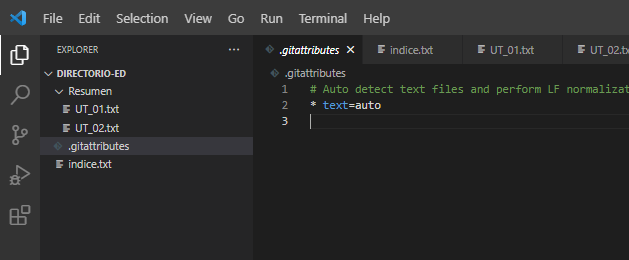 File Edit Selection View Go Run Terminal Help
EXPLORER
DIRECTORIO-ED
Resumen
UT_01.txt
UT_02.txt
.gitattributes
indice.txt
.gitattributes indice.txt UT_01.txt UT_02.txt
.gitattributes
1 # Auto detect text files and perform LF
2 * text=auto
3